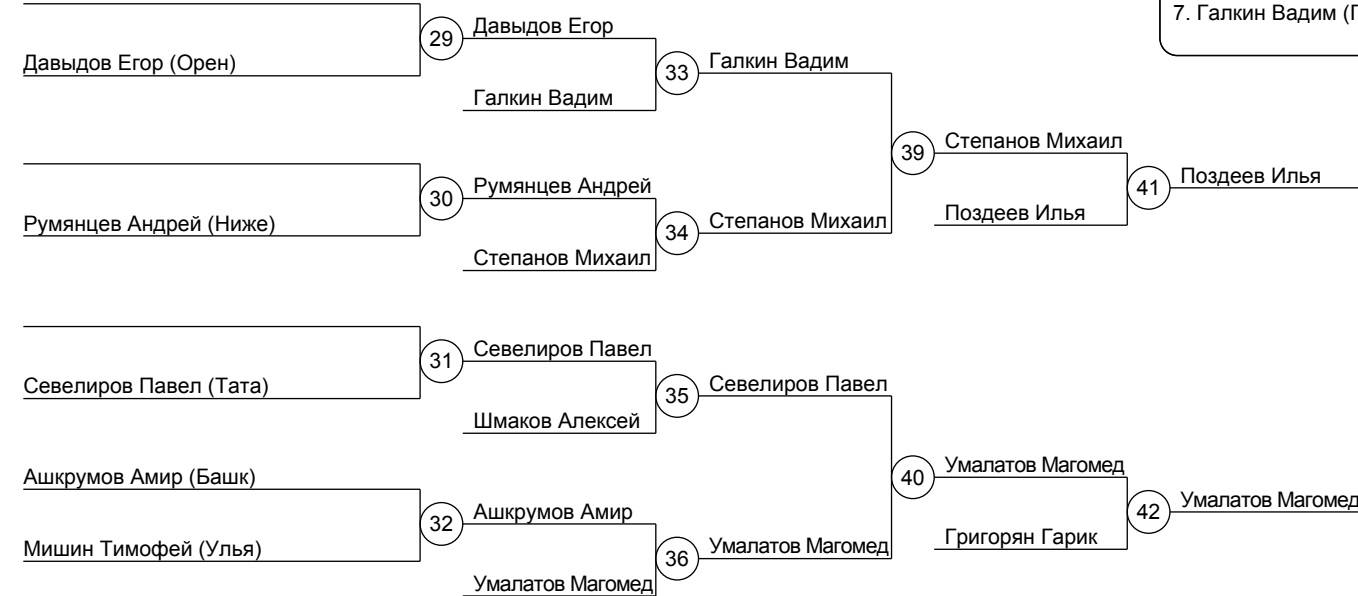 7. Галкин Вадим (
29 Давыдов Егор
Давыдов Егор (Орен)
33 Галкин Вадим
Галкин Вадим
39 Степанов Михаил
30 Румянцев Андрей
41 Поздеев Илья
Румянцев Андрей (Ниже)
34 Степанов Михаил
Поздеев Илья
Степанов Михаил
31 Севелиров Павел
Севелиров Павел (Тата)
35 Севелиров Павел
Шмаков Алексей
Ашкрумов Амир (Башк)
40 Умалатов Магомед
32 Ашкрумов Амир
42 Умалатов Магомед
Мишин Тимофей (Улья)
36 Умалатов Магомед
Григорян Гарик
Умалатов Магомед